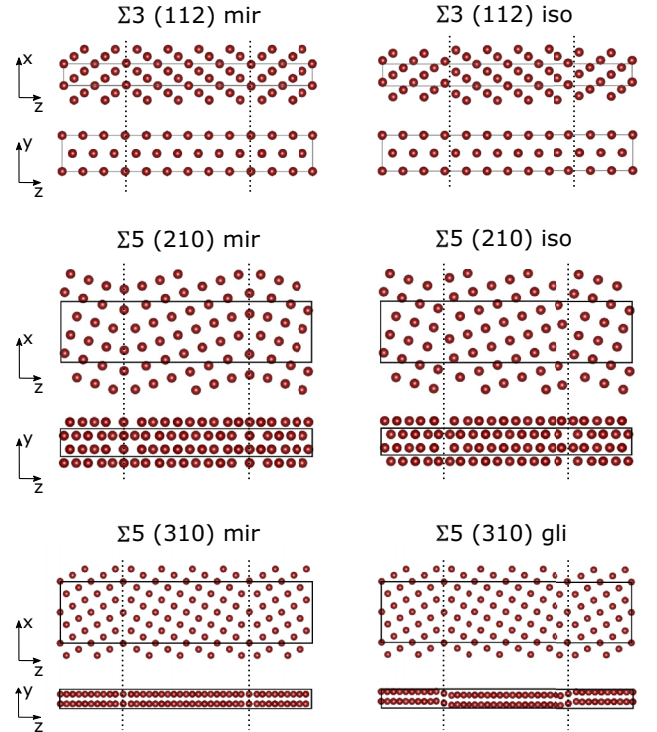 Σ3 (112) mir
Σ3 (112) iso
x
z
x
z
y
z
y
z
Σ5 (210) mir
Σ5 (210) iso
x
z
y
z
Σ5 (310) mir
Σ5 (310) gli
x
z
y
z